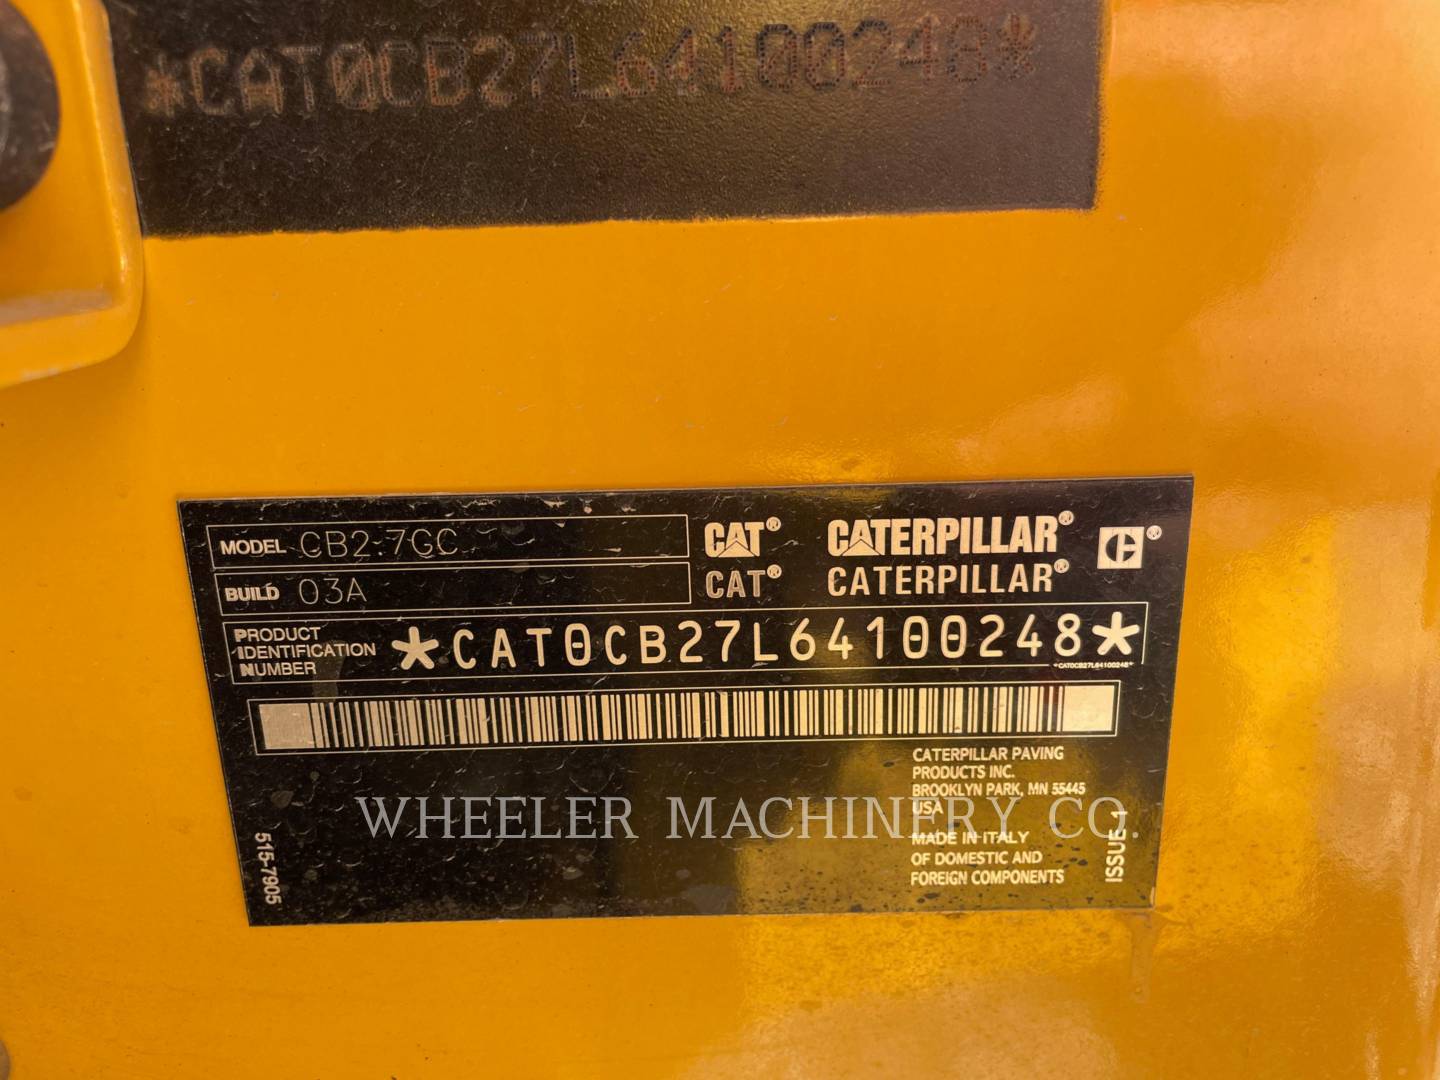 *CAT0CB27L64100248*
MODEL CB2.7GC
BUILD 03A
CAT® CATERPILLAR®
CAT® CATERPILLAR®
PRODUCT
IDENTIFICATION
NUMBER
*CAT0CB27L64100248*
*CAT0CB27L64100248*
CATERPILLAR PAVING
PRODUCTS INC.
BROOKLYN PARK, MN 55445
USA
WHEELER MACHINERY CO.
MADE IN ITALY
OF DOMESTIC AND
FOREIGN COMPONENTS
515-7905
ISSUE 1